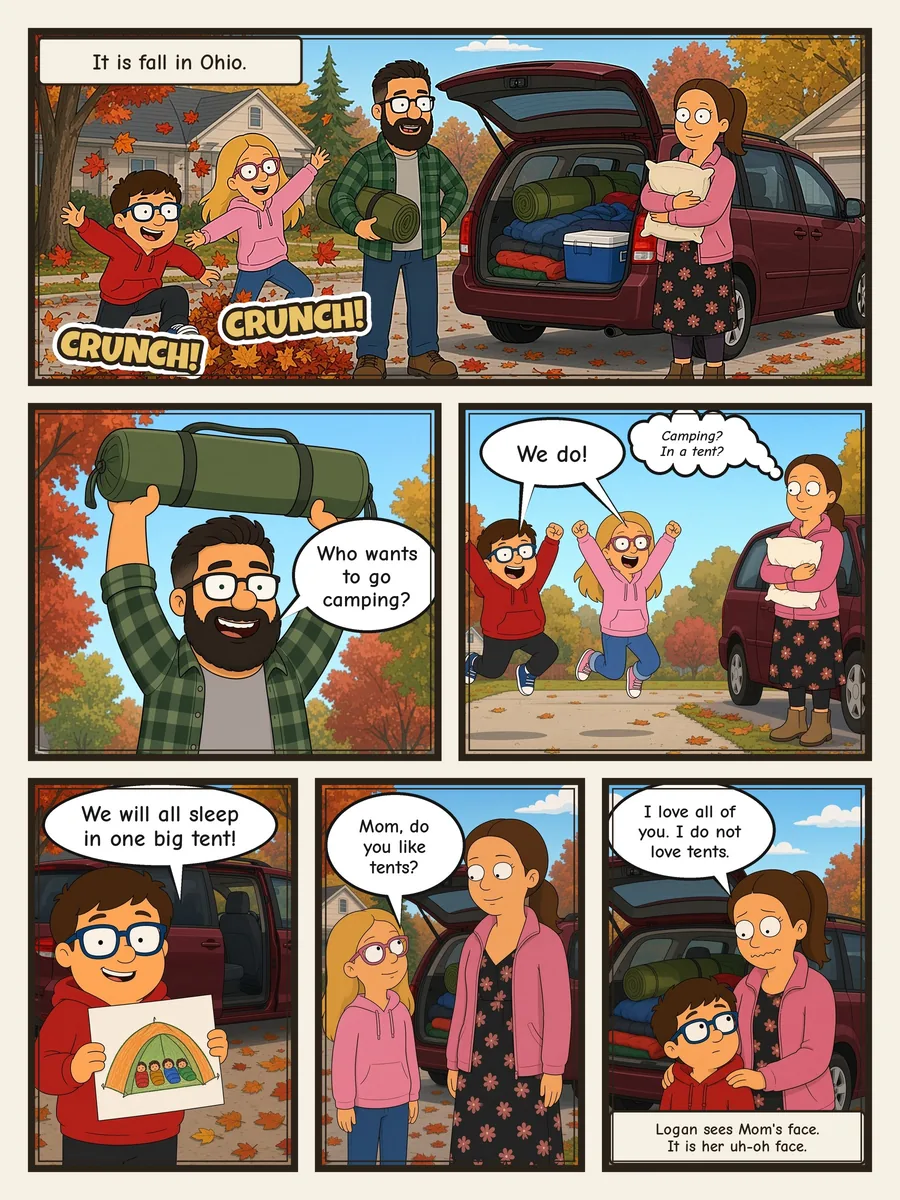 It is fall in Ohio.
CRUNCH!
CRUNCH!
Who wants
to go
camping?
We do!
Camping?
In a tent?
We will all sleep
in one big tent!
Mom, do
you like
tents?
I love all of
you. I do not
love tents.
Logan sees Mom's face.
It is her uh-oh face.